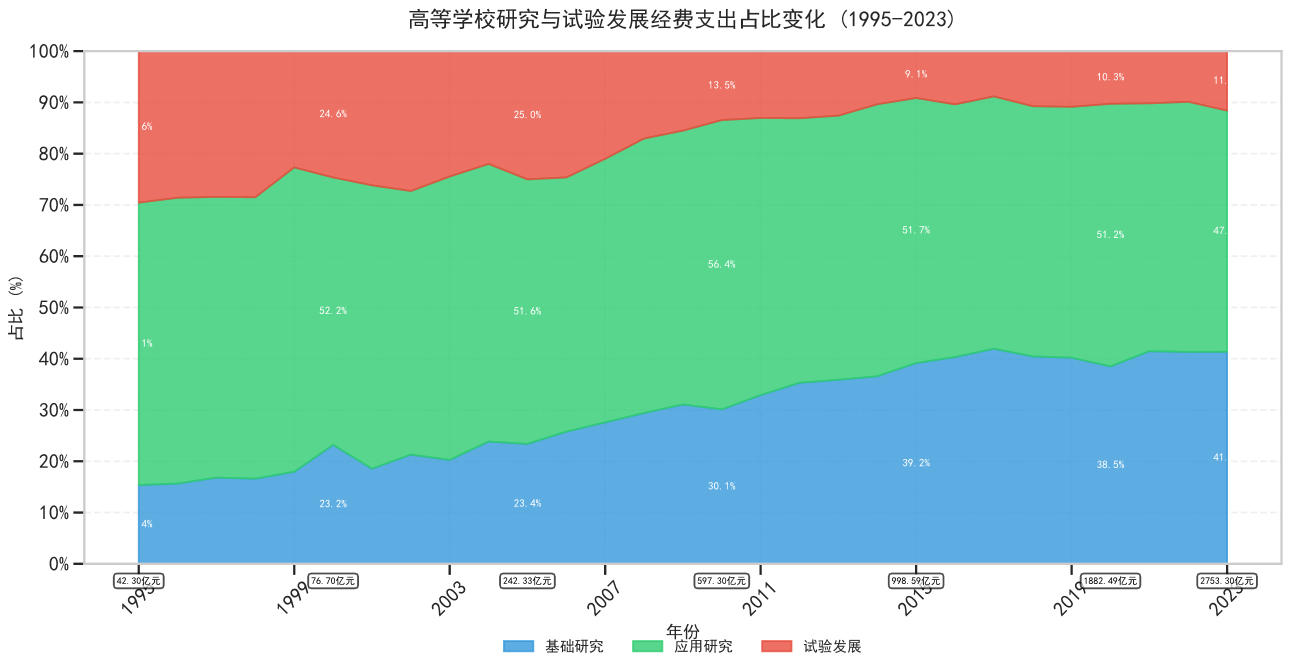 高等学校研究与试验发展经费支出占比变化 (1995-2023)
占比 (%)
100%
90%
80%
70%
60%
50%
40%
30%
20%
10%
0%
6% 24.6% 25.0% 13.5% 9.1% 10.3% 11.
1% 52.2% 51.6% 56.4% 51.7% 51.2% 47.
4% 23.2% 23.4% 30.1% 39.2% 38.5% 41.
42.30亿元 76.70亿元 242.33亿元 597.30亿元 998.59亿元 1882.49亿元 2753.30亿元
1995 1999 2003 2007 2011 2015 2019 2023
年份
基础研究 应用研究 试验发展